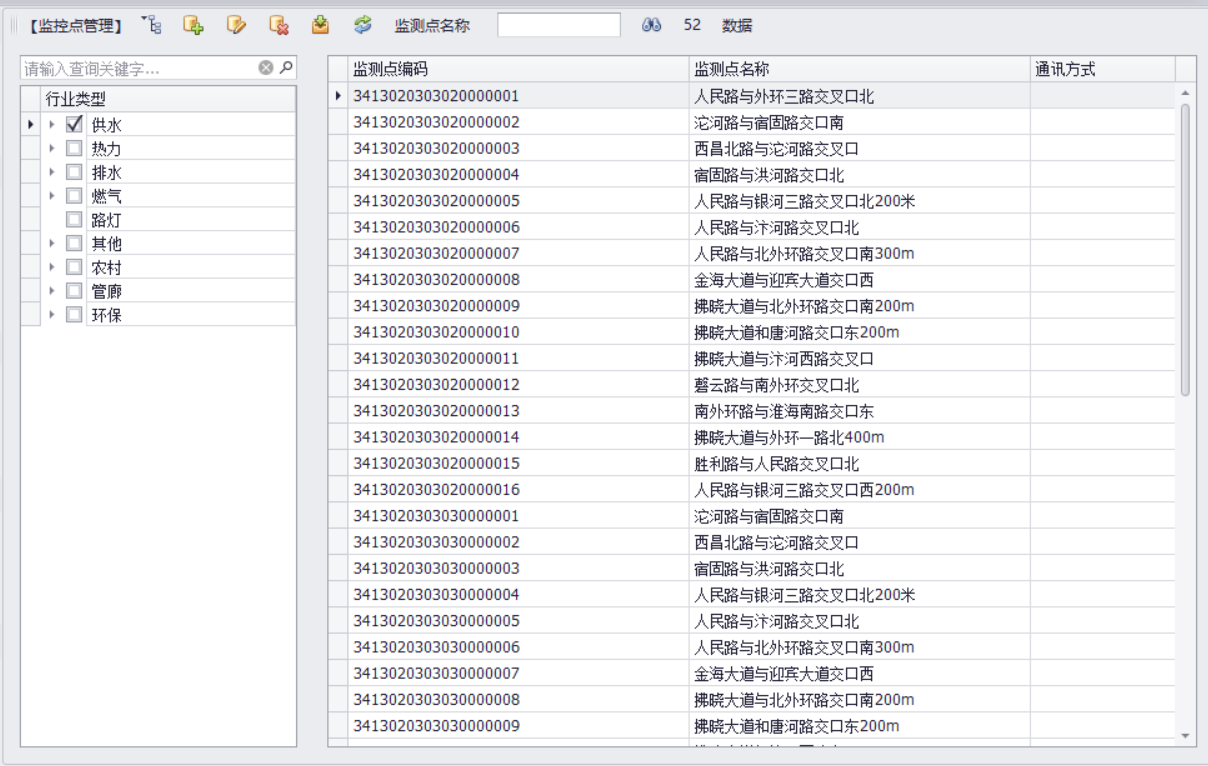 【监控点管理】 监测点名称 52 数据
请输入查询关键字...
行业类型
供水
热力
排水
燃气
路灯
其他
农村
管廊
环保
监测点编码 监测点名称 通讯方式
3413020303020000001 人民路与外环三路交叉口北
3413020303020000002 沱河路与宿固路交口南
3413020303020000003 西昌北路与沱河路交叉口
3413020303020000004 宿固路与洪河路交口北
3413020303020000005 人民路与银河三路交叉口北200米
3413020303020000006 人民路与汴河路交叉口北
3413020303020000007 人民路与北外环路交叉口南300m
3413020303020000008 金海大道与迎宾大道交口西
3413020303020000009 拂晓大道与北外环路交口南200m
3413020303020000010 拂晓大道和唐河路交口东200m
3413020303020000011 拂晓大道与汴河西路交叉口
3413020303020000012 磬云路与南外环交叉口北
3413020303020000013 南外环路与淮海南路交口东
3413020303020000014 拂晓大道与外环一路北400m
3413020303020000015 胜利路与人民路交叉口北
3413020303020000016 人民路与银河三路交叉口西200m
3413020303030000001 沱河路与宿固路交口南
3413020303030000002 西昌北路与沱河路交叉口
3413020303030000003 宿固路与洪河路交口北
3413020303030000004 人民路与银河三路交叉口北200米
3413020303030000005 人民路与汴河路交叉口北
3413020303030000006 人民路与北外环路交叉口南300m
3413020303030000007 金海大道与迎宾大道交口西
3413020303030000008 拂晓大道与北外环路交口南200m
3413020303030000009 拂晓大道和唐河路交口东200m